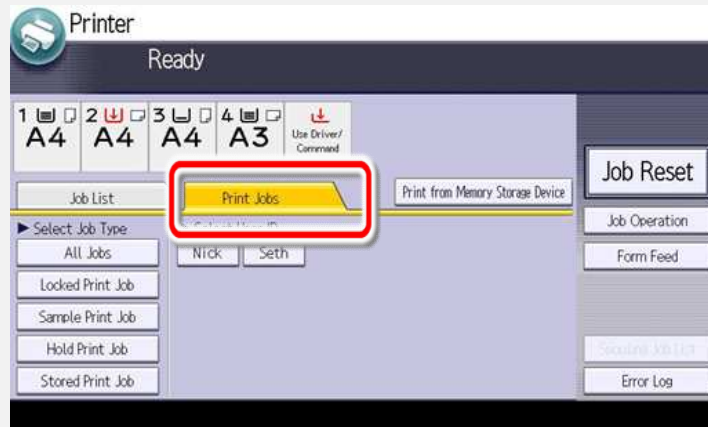 Printer
Ready
1 2 3 4
A4 A4 A4 A3
Use Driver/
Command
Job List
Print Jobs
Print from Memory Storage Device
Job Reset
Job Operation
Form Feed
Error Log
▶ Select Job Type
All Jobs
Locked Print Job
Sample Print Job
Hold Print Job
Stored Print Job
Nick Seth